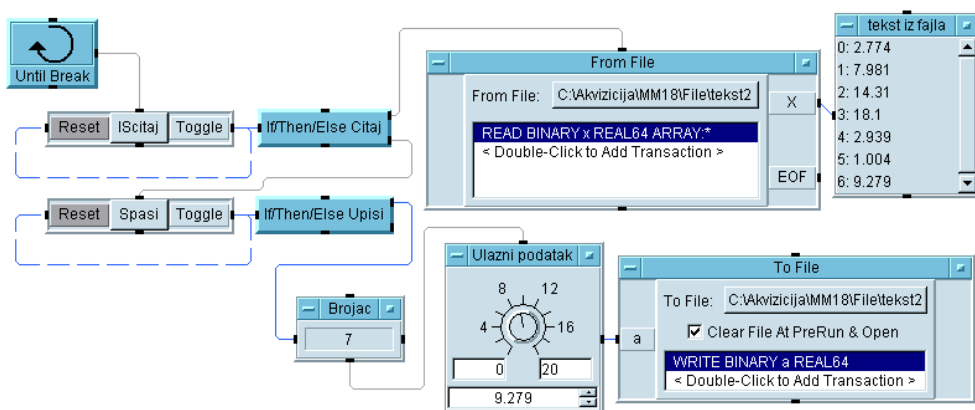 Until Break
Reset IScitaj Toggle
If/Then/Else Citaj
From File
From File: C:\Akvizicija\MM18\File\tekst2
READ BINARY x REAL64 ARRAY:*
< Double-Click to Add Transaction >
X
EOF
tekst iz fajla
0: 2.774
1: 7.981
2: 14.31
3: 18.1
4: 2.939
5: 1.004
6: 9.279
Reset Spasi Toggle
If/Then/Else Upisi
Brojac
7
Ulazni podatak
8 12
4 16
0 20
9.279
To File
To File: C:\Akvizicija\MM18\File\tekst2
Clear File At PreRun & Open
a
WRITE BINARY a REAL64
< Double-Click to Add Transaction >